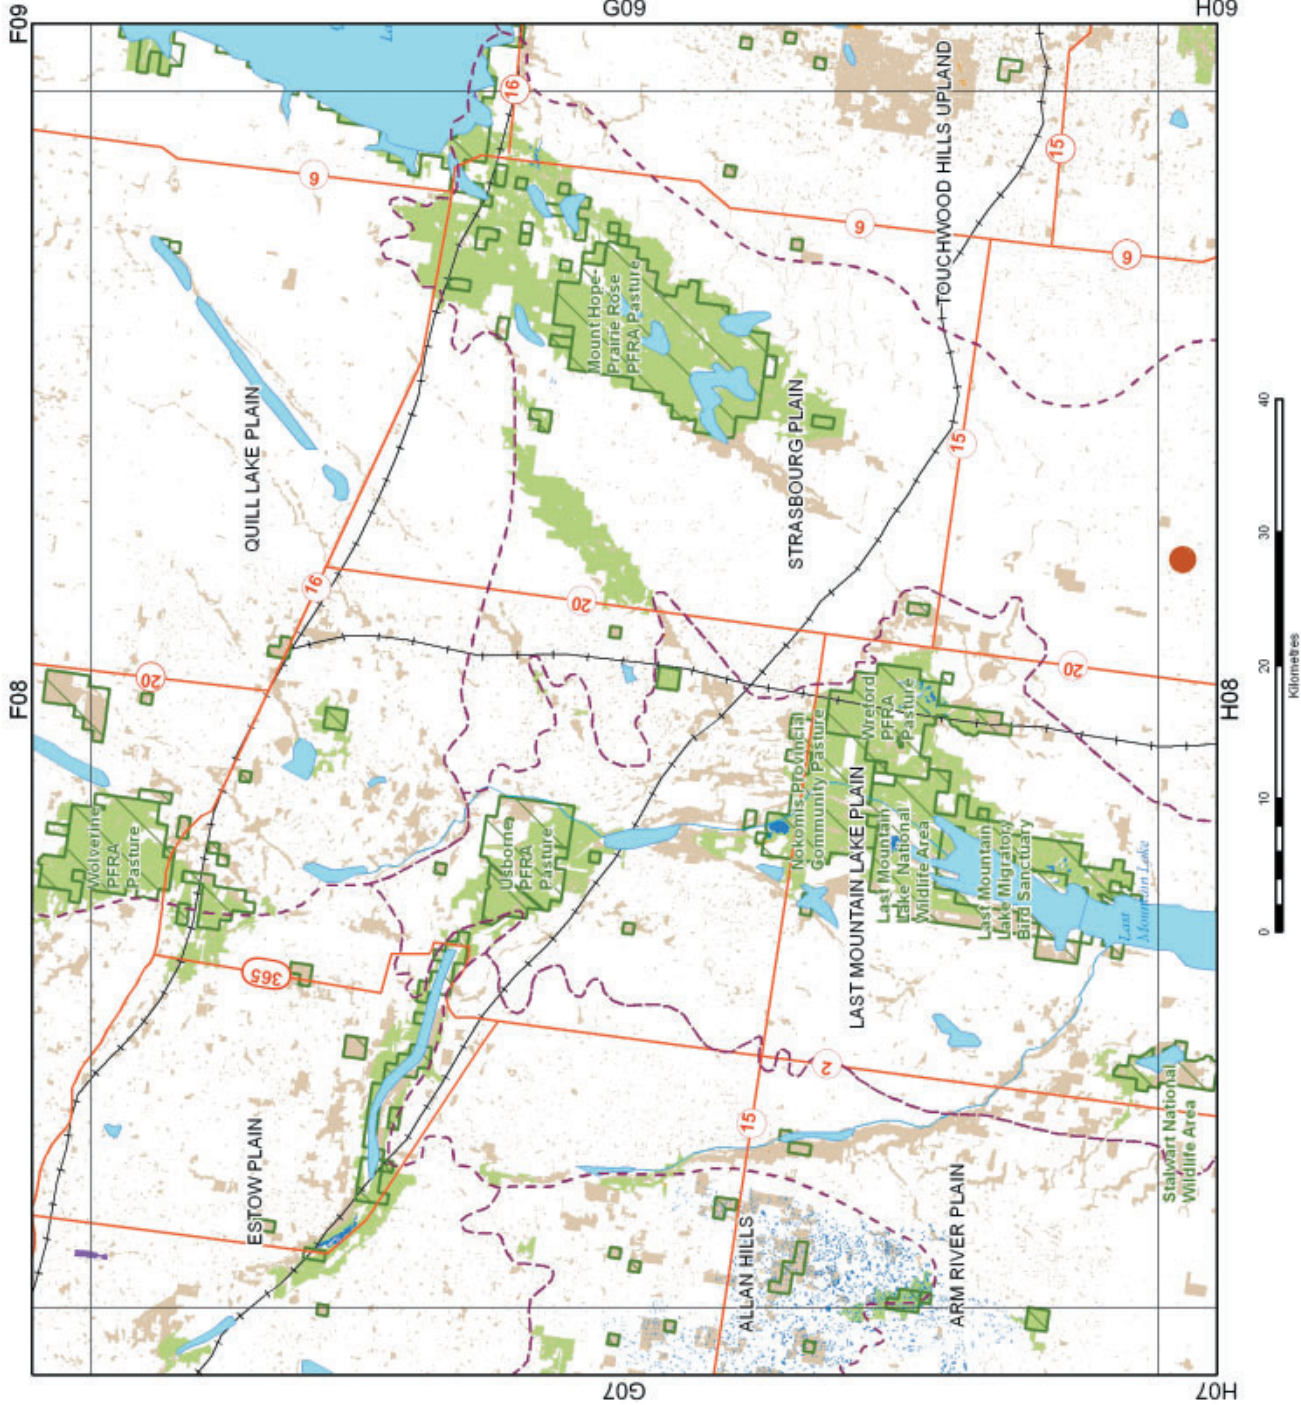 F09
G09
H09
Lo
16
6
15
TOUCHWOOD HILLS UPLAND
6
6
Mount Hope-
Prairie Rose
PFRA Pasture
QUILL LAKE PLAIN
STRASBOURG PLAIN
15
16
20
20
20
F08
H08
Wolverine
PFRA
Pasture
Usborne
PFRA
Pasture
Nokomis Provincial
Community Pasture
Wreford
PFRA
Pasture
LAST MOUNTAIN LAKE PLAIN
Last Mountain
Lake National
Wildlife Area
Last Mountain
Lake Migratory
Bird Sanctuary
Last
Mountain Lake
365
2
15
ESTOW PLAIN
Stalwart National
Wildlife Area
ALLAN HILLS
ARM RIVER PLAIN
G07
H07
0 10 20 30 40
Kilometres